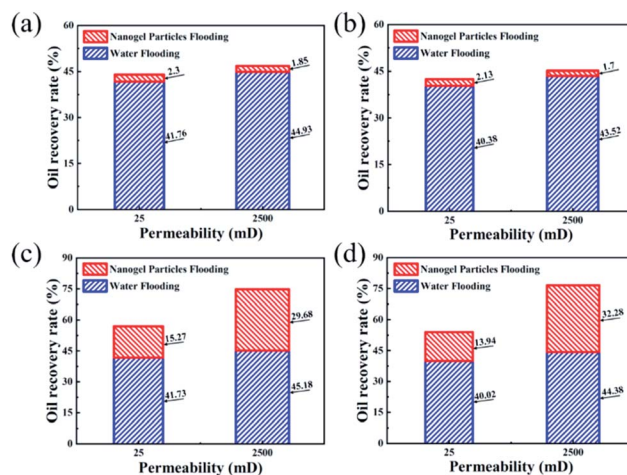 (a)
Oil recovery rate (%)
60
45
30
15
0
Nanogel Particles Flooding
Water Flooding
2.3
41.76
1.85
44.93
25
2500
Permeability (mD)
(b)
Oil recovery rate (%)
60
45
30
15
0
Nanogel Particles Flooding
Water Flooding
2.13
40.38
1.7
43.52
25
2500
Permeability (mD)
(c)
Oil recovery rate (%)
90
75
60
45
30
15
0
Nanogel Particles Flooding
Water Flooding
15.27
41.73
29.68
45.18
25
2500
Permeability (mD)
(d)
Oil recovery rate (%)
90
75
60
45
30
15
0
Nanogel Particles Flooding
Water Flooding
13.94
40.02
32.28
44.38
25
2500
Permeability (mD)